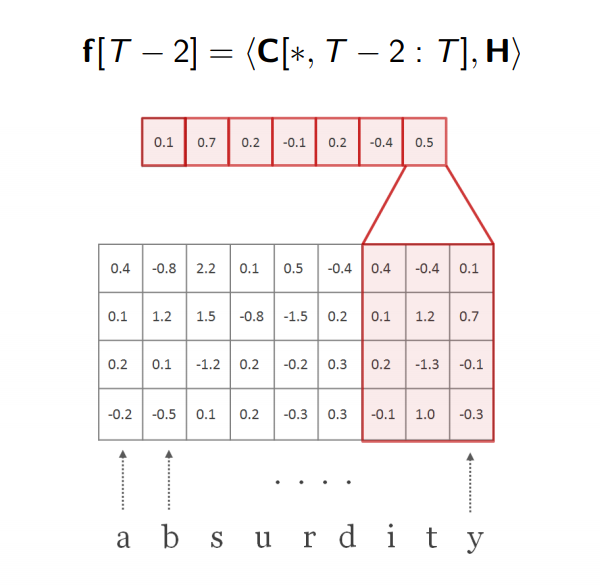 f[T − 2] = ⟨C[∗, T − 2 : T], H⟩
0.1 0.7 0.2 -0.1 0.2 -0.4 0.5
0.4 -0.8 2.2 0.1 0.5 -0.4 0.4 -0.4 0.1
0.1 1.2 1.5 -0.8 -1.5 0.2 0.1 1.2 0.7
0.2 0.1 -1.2 0.2 -0.2 0.3 0.2 -1.3 -0.1
-0.2 -0.5 0.1 0.2 -0.3 0.3 -0.1 1.0 -0.3
. . . .
a b s u r d i t y